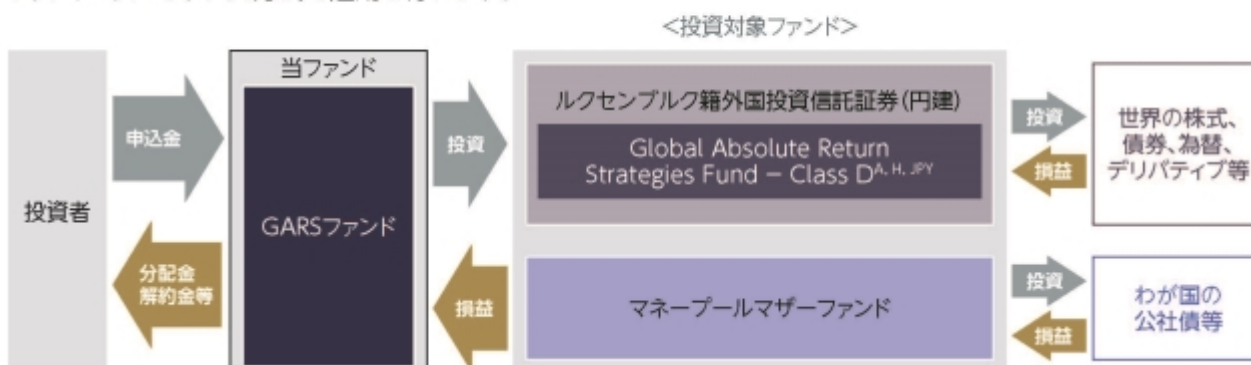 <投資対象ファンド>
投資者
申込金
分配金
解約金等
当ファンド
GARSファンド
投資
損益
ルクセンブルク籍外国投資信託証券(円建)
Global Absolute Return
Strategies Fund – Class D^A, H, JPY
マネープールマザーファンド
投資
損益
世界の株式、
債券、為替、
デリバティブ等
投資
損益
わが国の
公社債等